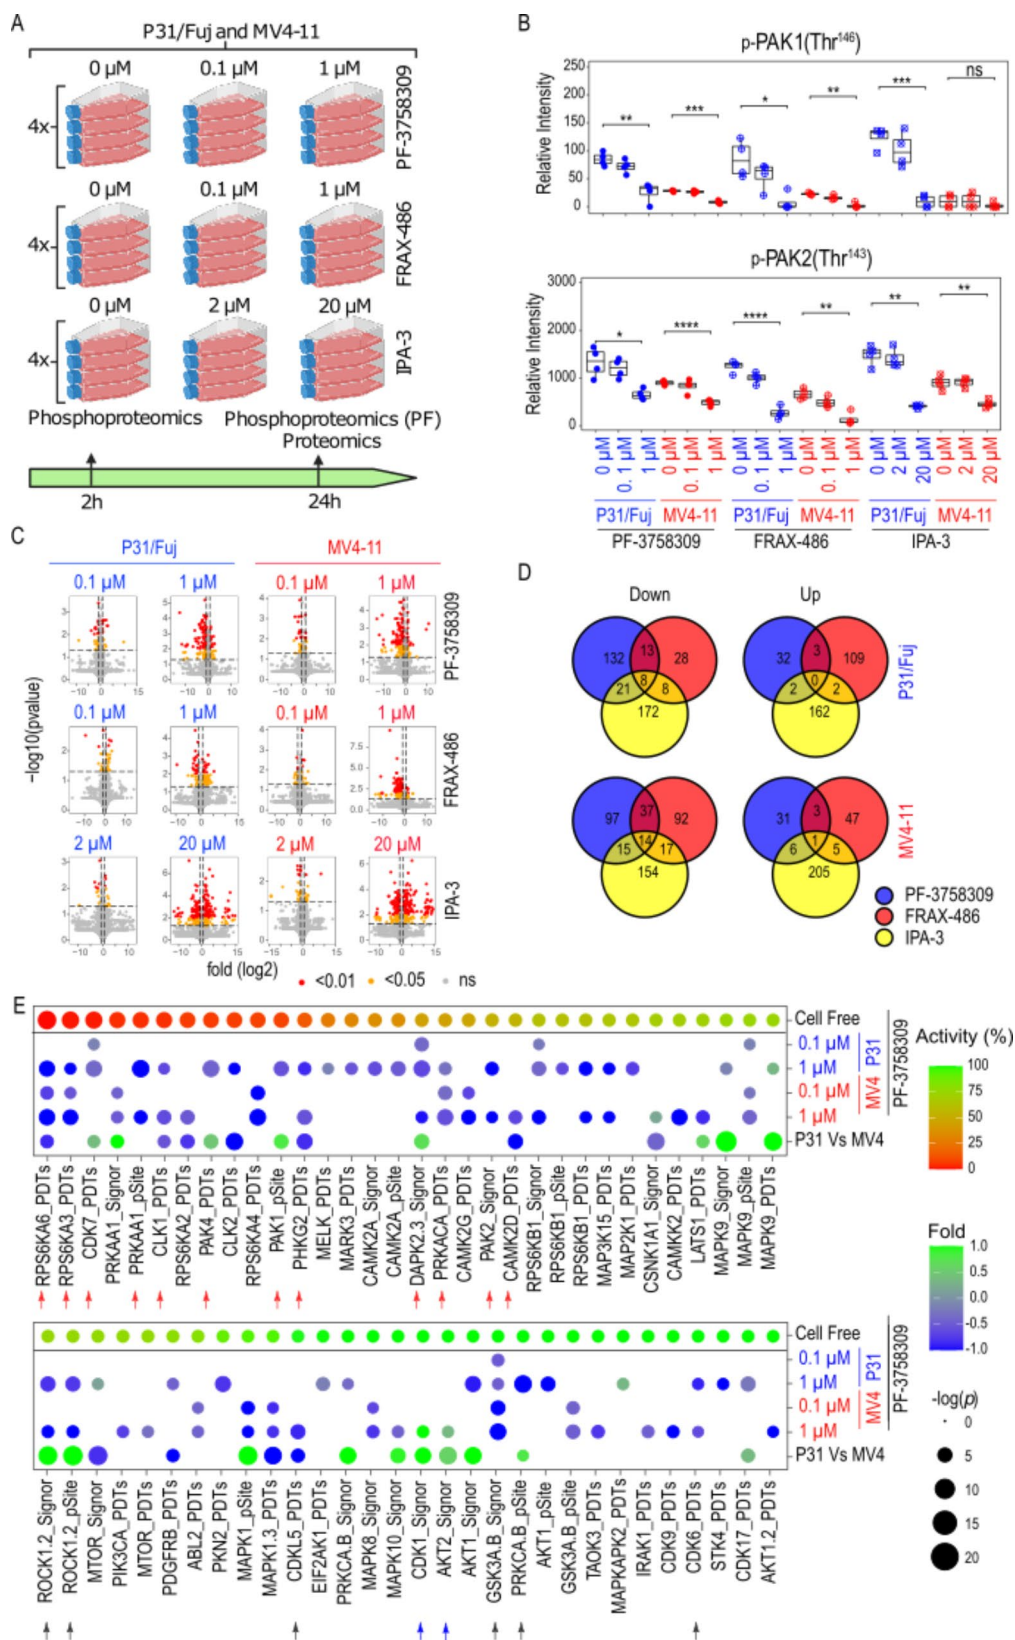 A
P31/Fuj and MV4-11
0 µM 0.1 µM 1 µM
4x
PF-3758309
0 µM 0.1 µM 1 µM
4x
FRAX-486
0 µM 2 µM 20 µM
4x
IPA-3
Phosphoproteomics Phosphoproteomics (PF)
Proteomics
2h 24h
B
p-PAK1(Thr146)
Relative Intensity
250
200
150
100
50
0
** *** * ** *** ns
p-PAK2(Thr143)
Relative Intensity
3000
2000
1000
0
* **** **** ** ** **
0 µM 0. 1 µM 1 µM 0 µM 0. 1 µM 1 µM 0 µM 0. 1 µM 1 µM 0 µM 0. 1 µM 1 µM 0 µM 2 µM 20 µM 0 µM 2 µM 20 µM
P31/Fuj MV4-11 P31/Fuj MV4-11 P31/Fuj MV4-11
PF-3758309 FRAX-486 IPA-3
C
P31/Fuj MV4-11
0.1 µM 1 µM 0.1 µM 1 µM
PF-3758309
0.1 µM 1 µM 0.1 µM 1 µM
FRAX-486
2 µM 20 µM 2 µM 20 µM
IPA-3
−log10(pvalue)
fold (log2)
<0.01 <0.05 ns
D
Down Up
132 13 28
21 8 8
172
32 3 109
2 0 2
162
P31/Fuj
97 37 92
15 14 17
154
31 3 47
6 1 5
205
MV4-11
PF-3758309
FRAX-486
IPA-3
E
Cell Free
0.1 µM
1 µM
P31
0.1 µM
1 µM
MV4
P31 Vs MV4
PF-3758309
RPS6KA6_PDTs
RPS6KA3_PDTs
CDK7_PDTs
PRKAA1_Signor
PRKAA1_pSite
CLK1_PDTs
RPS6KA2_PDTs
PAK4_PDTs
CLK2_PDTs
RPS6KA4_PDTs
PAK1_pSite
PHKG2_PDTs
MELK_PDTs
MARK3_PDTs
CAMK2A_Signor
CAMK2A_pSite
DAPK2.3_Signor
PRKACA_PDTs
CAMK2G_PDTs
PAK2_Signor
CAMK2D_PDTs
RPS6KB1_Signor
RPS6KB1_pSite
RPS6KB1_PDTs
MAP3K15_PDTs
MAP2K1_PDTs
CSNK1A1_Signor
CAMKK2_PDTs
LATS1_PDTs
MAPK9_Signor
MAPK9_pSite
MAPK9_PDTs
Cell Free
0.1 µM
1 µM
P31
0.1 µM
1 µM
MV4
P31 Vs MV4
PF-3758309
ROCK1.2_Signor
ROCK1.2_pSite
MTOR_Signor
PIK3CA_PDTs
MTOR_PDTs
PDGFRB_PDTs
ABL2_PDTs
PKN2_PDTs
MAPK1_pSite
MAPK1.3_PDTs
CDKL5_PDTs
EIF2AK1_PDTs
PRKCA.B_Signor
MAPK8_Signor
MAPK10_Signor
CDK1_Signor
AKT2_Signor
AKT1_Signor
GSK3A.B_Signor
PRKCA.B_pSite
AKT1_pSite
GSK3A.B_pSite
TAOK3_PDTs
MAPKAPK2_PDTs
IRAK1_PDTs
CDK9_PDTs
CDK6_PDTs
STK4_PDTs
CDK17_PDTs
AKT1.2_PDTs
Activity (%)
100
75
50
25
0
Fold
1.0
0.5
0.0
-0.5
-1.0
-log(p)
0
5
10
15
20